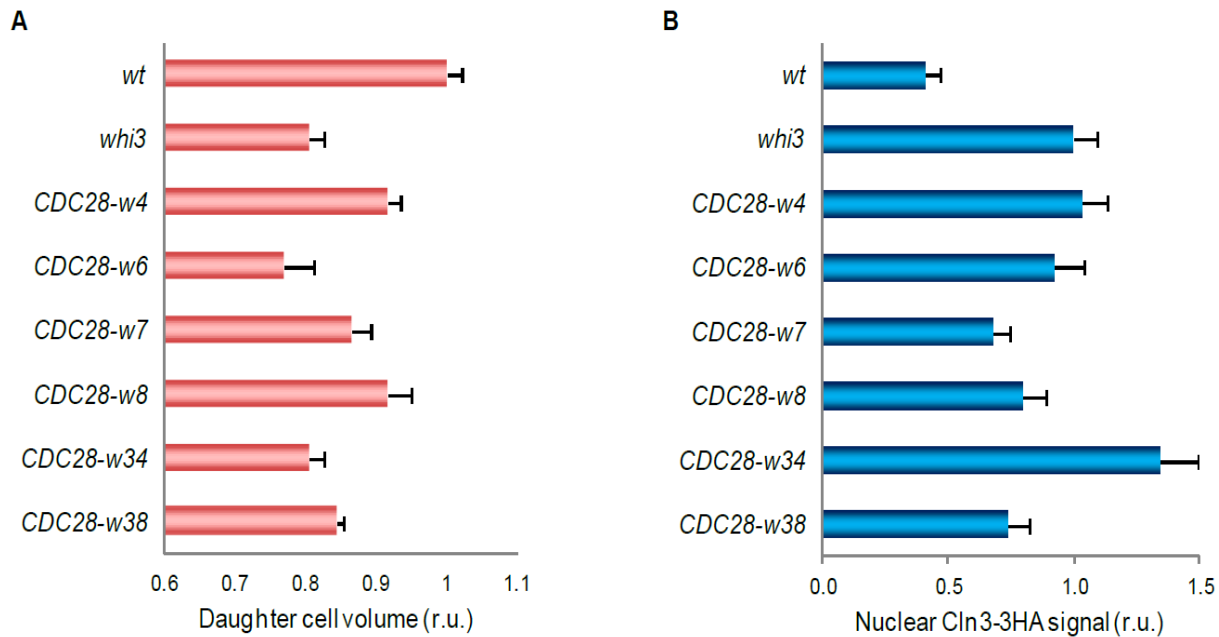 A
wt
whi3
CDC28-w4
CDC28-w6
CDC28-w7
CDC28-w8
CDC28-w34
CDC28-w38
0.6 0.7 0.8 0.9 1 1.1
Daughter cell volume (r.u.)
B
wt
whi3
CDC28-w4
CDC28-w6
CDC28-w7
CDC28-w8
CDC28-w34
CDC28-w38
0.0 0.5 1.0 1.5
Nuclear Cln3-3HA signal (r.u.)